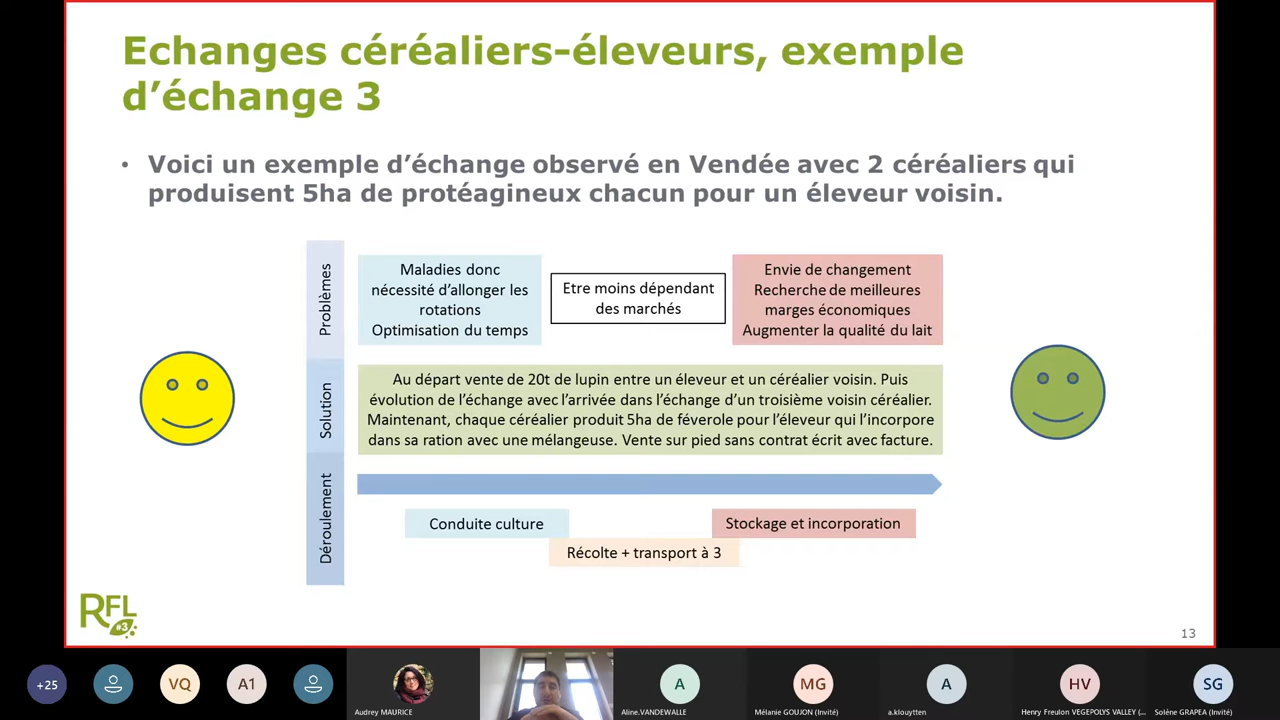 Echanges céréaliers-éleveurs, exemple
d’échange 3
• Voici un exemple d’échange observé en Vendée avec 2 céréaliers qui
produisent 5ha de protéagineux chacun pour un éleveur voisin.
Problèmes
Maladies donc
nécessité d’allonger les
rotations
Optimisation du temps
Etre moins dépendant
des marchés
Envie de changement
Recherche de meilleures
marges économiques
Augmenter la qualité du lait
Solution
Au départ vente de 20t de lupin entre un éleveur et un céréalier voisin. Puis
évolution de l’échange avec l’arrivée dans l’échange d’un troisième voisin céréalier.
Maintenant, chaque céréalier produit 5ha de féverole pour l’éleveur qui l’incorpore
dans sa ration avec une mélangeuse. Vente sur pied sans contrat écrit avec facture.
Déroulement
Conduite culture
Stockage et incorporation
Récolte + transport à 3
RFL
#3
13
+25
VQ
A1
Audrey MAURICE
A
Aline.VANDEWALLE
MG
Mélanie GOUJON (Invité)
A
a.klouytten
HV
Henry Freulon VEGEPOLYS VALLEY (...
SG
Solène GRAPEA (Invité)